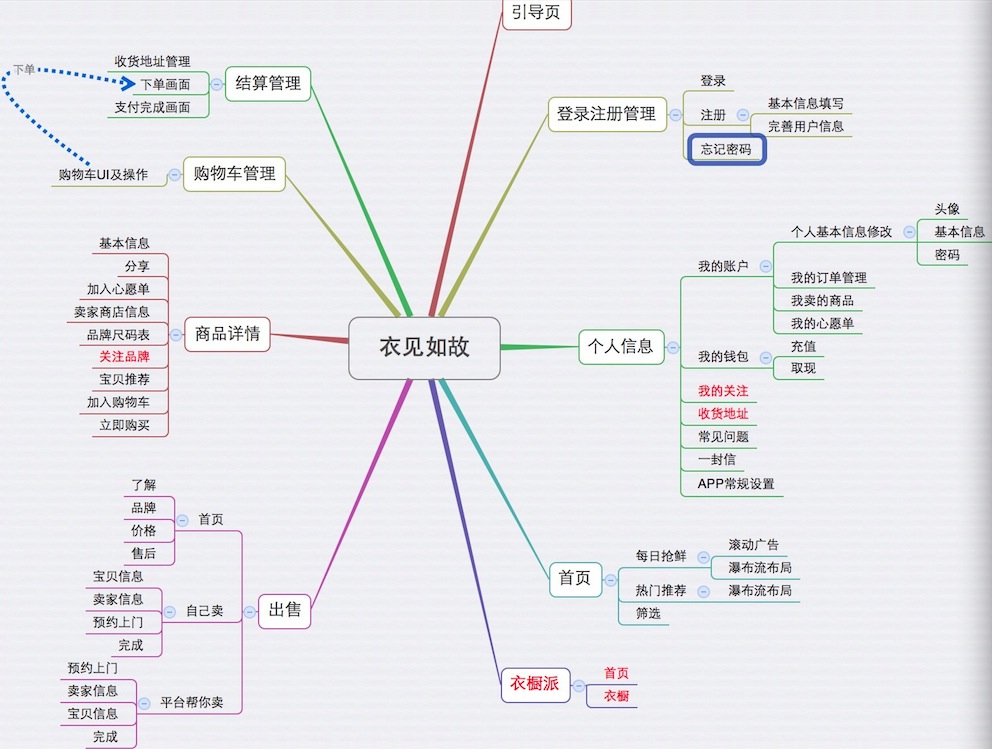 引导页
收货地址管理
下单
下单画面
支付完成画面
结算管理
购物车UI及操作
购物车管理
基本信息
分享
加入心愿单
卖家商店信息
品牌尺码表
关注品牌
宝贝推荐
加入购物车
立即购买
商品详情
衣见如故
登录注册管理
登录
注册
基本信息填写
完善用户信息
忘记密码
个人信息
我的账户
个人基本信息修改
头像
基本信息
密码
我的订单管理
我卖的商品
我的心愿单
我的钱包
充值
取现
我的关注
收货地址
常见问题
一封信
APP常规设置
了解
品牌
价格
售后
首页
宝贝信息
卖家信息
预约上门
完成
自己卖
预约上门
卖家信息
宝贝信息
完成
平台帮你卖
出售
首页
每日抢鲜
滚动广告
瀑布流布局
热门推荐
瀑布流布局
筛选
衣橱派
首页
衣橱